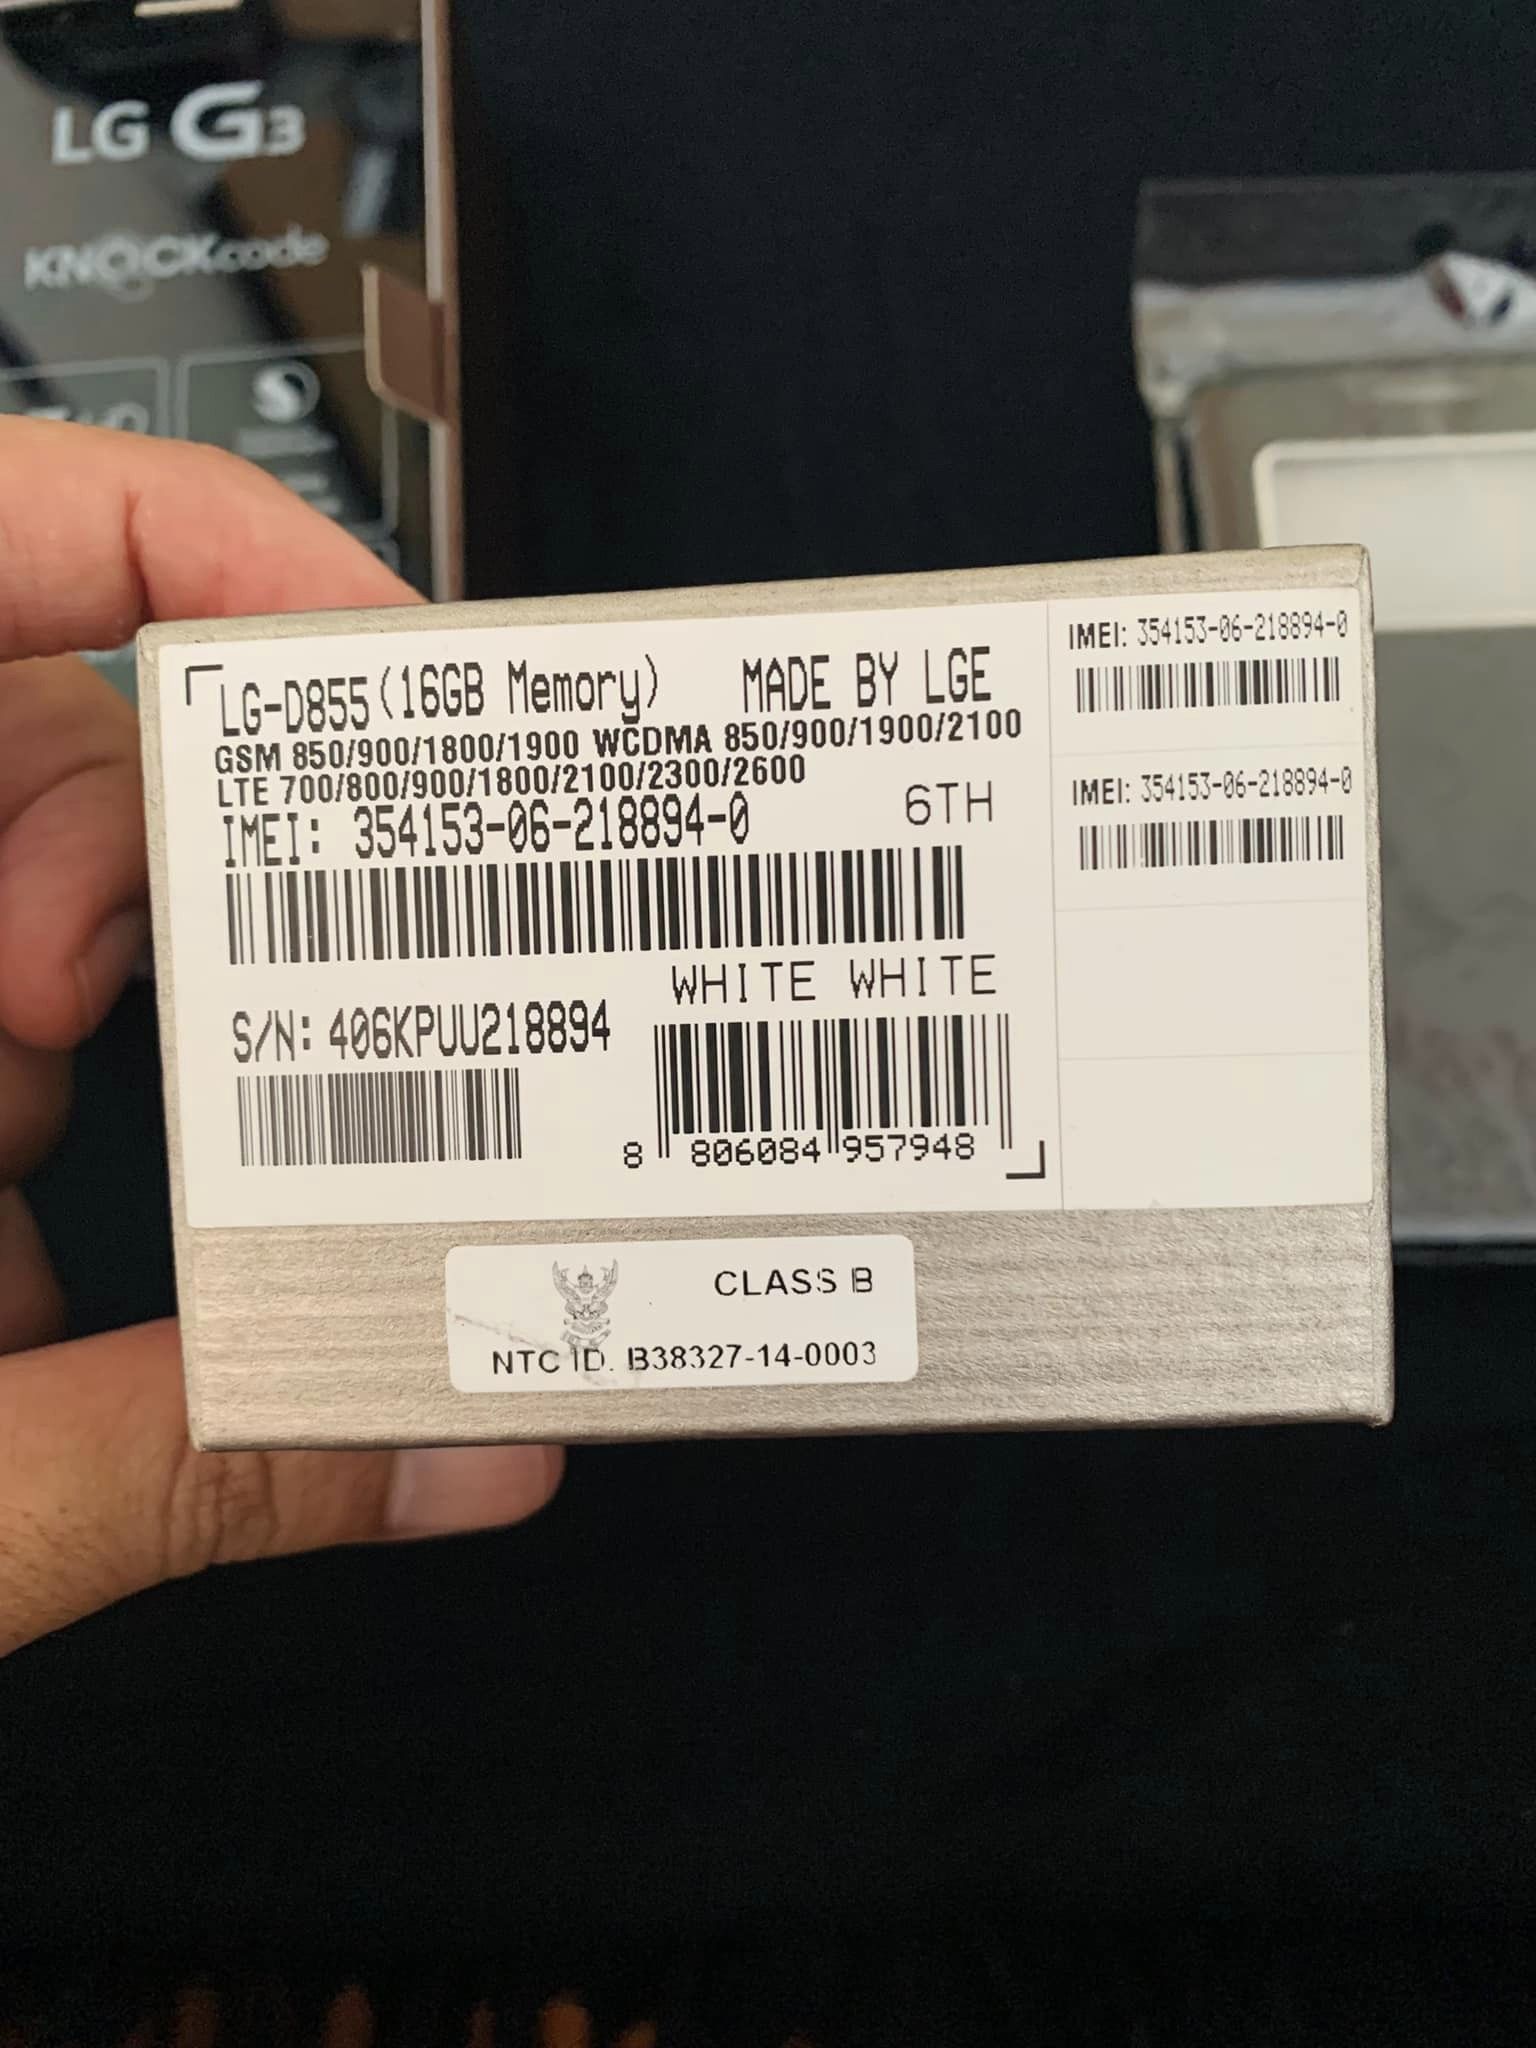 LG G3
KNOCKcode
LG-D855(16GB Memory) MADE BY LGE
GSM 850/900/1800/1900 WCDMA 850/900/1900/2100
LTE 700/800/900/1800/2100/2300/2600
IMEI: 354153-06-218894-0 6TH
WHITE WHITE
S/N: 406KPUU218894
8 806084 957948
IMEI: 354153-06-218894-0
IMEI: 354153-06-218894-0
CLASS B
NTC ID. B38327-14-0003